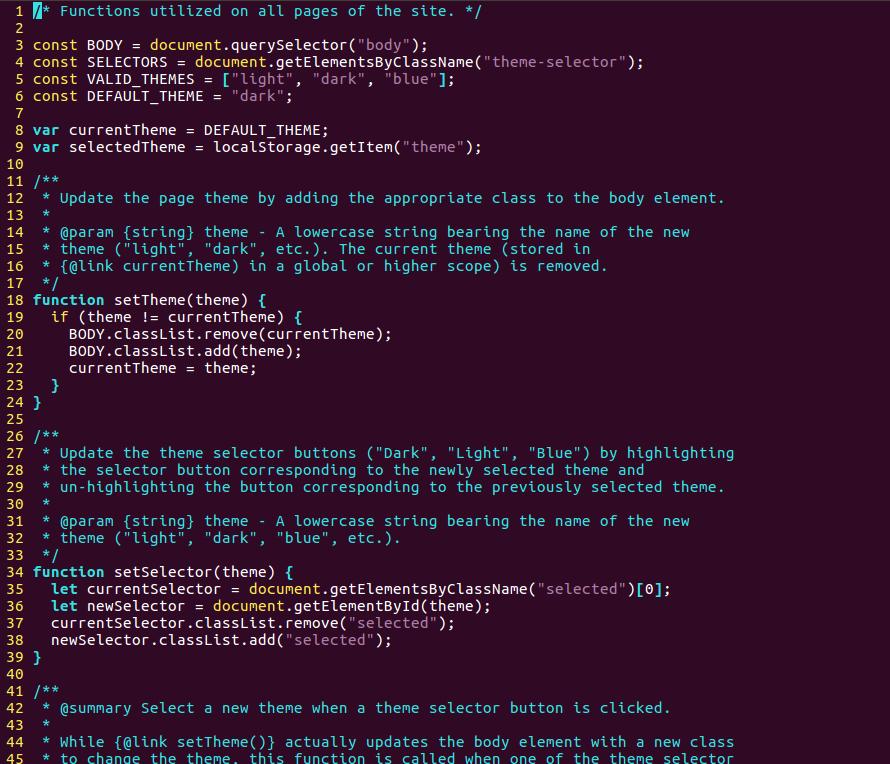 1 /* Functions utilized on all pages of the site. */
2
3 const BODY = document.querySelector("body");
4 const SELECTORS = document.getElementsByClassName("theme-selector");
5 const VALID_THEMES = ["light", "dark", "blue"];
6 const DEFAULT_THEME = "dark";
7
8 var currentTheme = DEFAULT_THEME;
9 var selectedTheme = localStorage.getItem("theme");
10
11 /**
12  * Update the page theme by adding the appropriate class to the body element.
13  *
14  * @param {string} theme - A lowercase string bearing the name of the new
15  * theme ("light", "dark", etc.). The current theme (stored in
16  * {@link currentTheme) in a global or higher scope) is removed.
17  */
18 function setTheme(theme) {
19   if (theme != currentTheme) {
20     BODY.classList.remove(currentTheme);
21     BODY.classList.add(theme);
22     currentTheme = theme;
23   }
24 }
25
26 /**
27  * Update the theme selector buttons ("Dark", "Light", "Blue") by highlighting
28  * the selector button corresponding to the newly selected theme and
29  * un-highlighting the button corresponding to the previously selected theme.
30  *
31  * @param {string} theme - A lowercase string bearing the name of the new
32  * theme ("light", "dark", "blue", etc.).
33  */
34 function setSelector(theme) {
35   let currentSelector = document.getElementsByClassName("selected")[0];
36   let newSelector = document.getElementById(theme);
37   currentSelector.classList.remove("selected");
38   newSelector.classList.add("selected");
39 }
40
41 /**
42  * @summary Select a new theme when a theme selector button is clicked.
43  *
44  * While {@link setTheme()} actually updates the body element with a new class
45  * to change the theme, this function is called when one of the theme selector